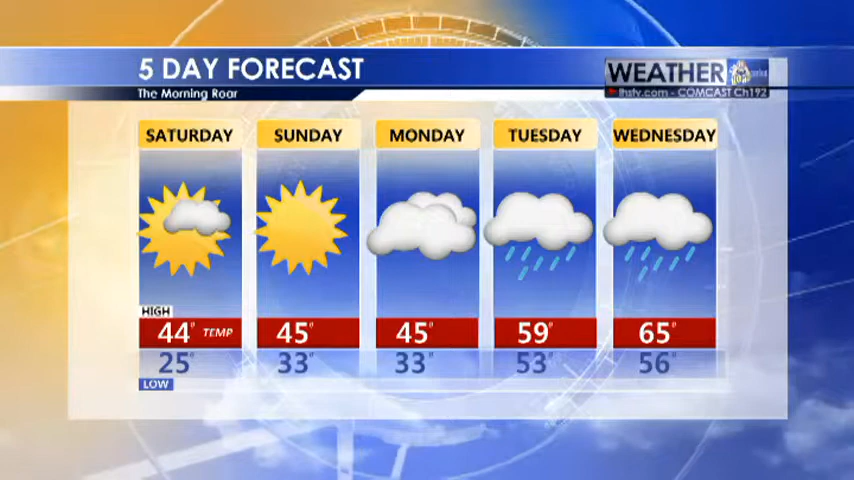 5 DAY FORECAST
The Morning Roar
WEATHER
lhstv.com - COMCAST Ch192
SATURDAY SUNDAY MONDAY TUESDAY WEDNESDAY
HIGH
44° TEMP 45° 45° 59° 65°
25° 33° 33° 53° 56°
LOW